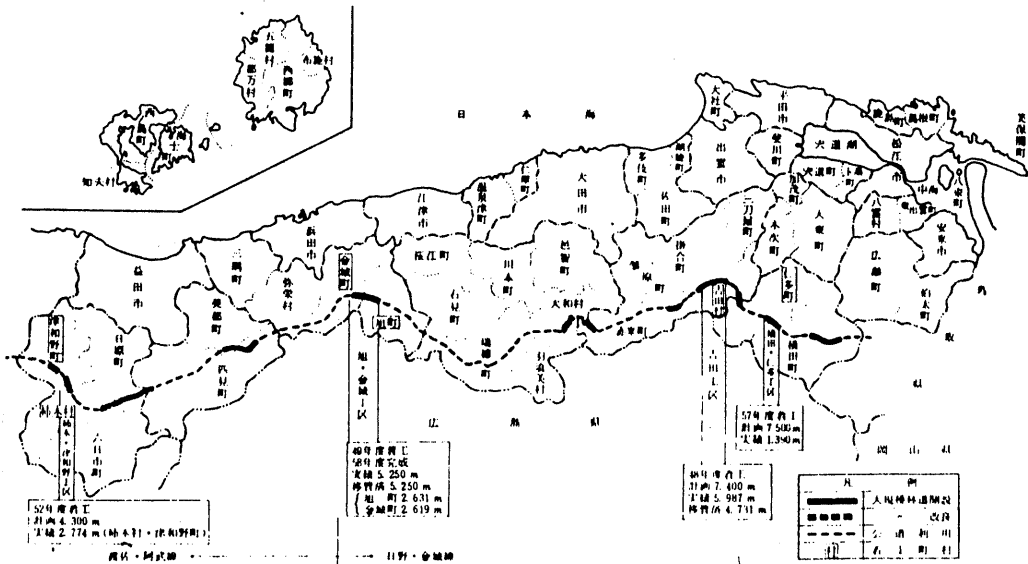 五箇村
布施村
都万村
西郷町
西
ノ
島町
海士町
知夫村
日本海
大社町
平田市
斐川町
鹿島町
島根町
美保関町
宍道湖
松江市
中海
八束町
湖陵町
出雲市
多伎町
仁摩町
大田市
佐田町
三刀屋町
加茂町
宍道町
玉湯町
大東町
八雲村
東出雲町
安来市
木次町
広瀬町
伯太町
温泉津町
江津市
浜田市
三隅町
益田市
桜江町
川本町
邑智町
掛合町
頓原町
金城町
弥栄村
美都町
旭町
石見町
大和村
赤来町
吉田村
仁多町
横田町
津和野町
日原町
匹見町
瑞穂町
羽須美村
柿木村
六日市町
鳥取県
広島県
岡山県
柿木・津和野工区
旭・金城工区
吉田工区
横田・仁多工区
52年度着工
計画 4.300 m
実績 2.774 m (柿木村・津和野町)
49年度着工
58年度完成
実績 5.250 m
移管済 5.250 m
旭町 2.631 m
金城町 2.619 m
48年度着工
計画 7.400 m
実績 5.987 m
移管済 4.731 m
57年度着工
計画 7.500 m
実績 1.390 m
凡例
大規模林道開設
〃 改良
公道利用
着工町村
日野・金城線